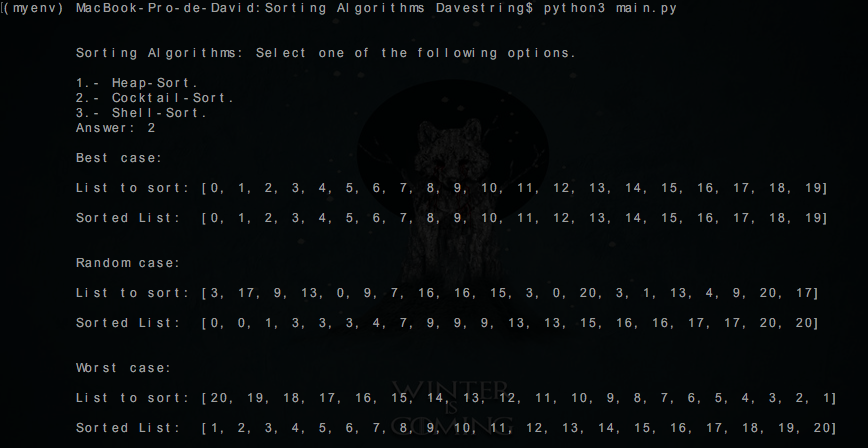 (myenv) MacBook-Pro-de-David:Sorting Algorithms Davestring$ python3 main.py
Sorting Algorithms: Select one of the following options.
1.- Heap-Sort.
2.- Cocktail-Sort.
3.- Shell-Sort.
Answer: 2
Best case:
List to sort: [0, 1, 2, 3, 4, 5, 6, 7, 8, 9, 10, 11, 12, 13, 14, 15, 16, 17, 18, 19]
Sorted List: [0, 1, 2, 3, 4, 5, 6, 7, 8, 9, 10, 11, 12, 13, 14, 15, 16, 17, 18, 19]
Random case:
List to sort: [3, 17, 9, 13, 0, 9, 7, 16, 16, 15, 3, 0, 20, 3, 1, 13, 4, 9, 20, 17]
Sorted List: [0, 0, 1, 3, 3, 3, 4, 7, 9, 9, 9, 13, 13, 15, 16, 16, 17, 17, 20, 20]
Worst case:
List to sort: [20, 19, 18, 17, 16, 15, 14, 13, 12, 11, 10, 9, 8, 7, 6, 5, 4, 3, 2, 1]
WINTER
IS
COMING
Sorted List: [1, 2, 3, 4, 5, 6, 7, 8, 9, 10, 11, 12, 13, 14, 15, 16, 17, 18, 19, 20]